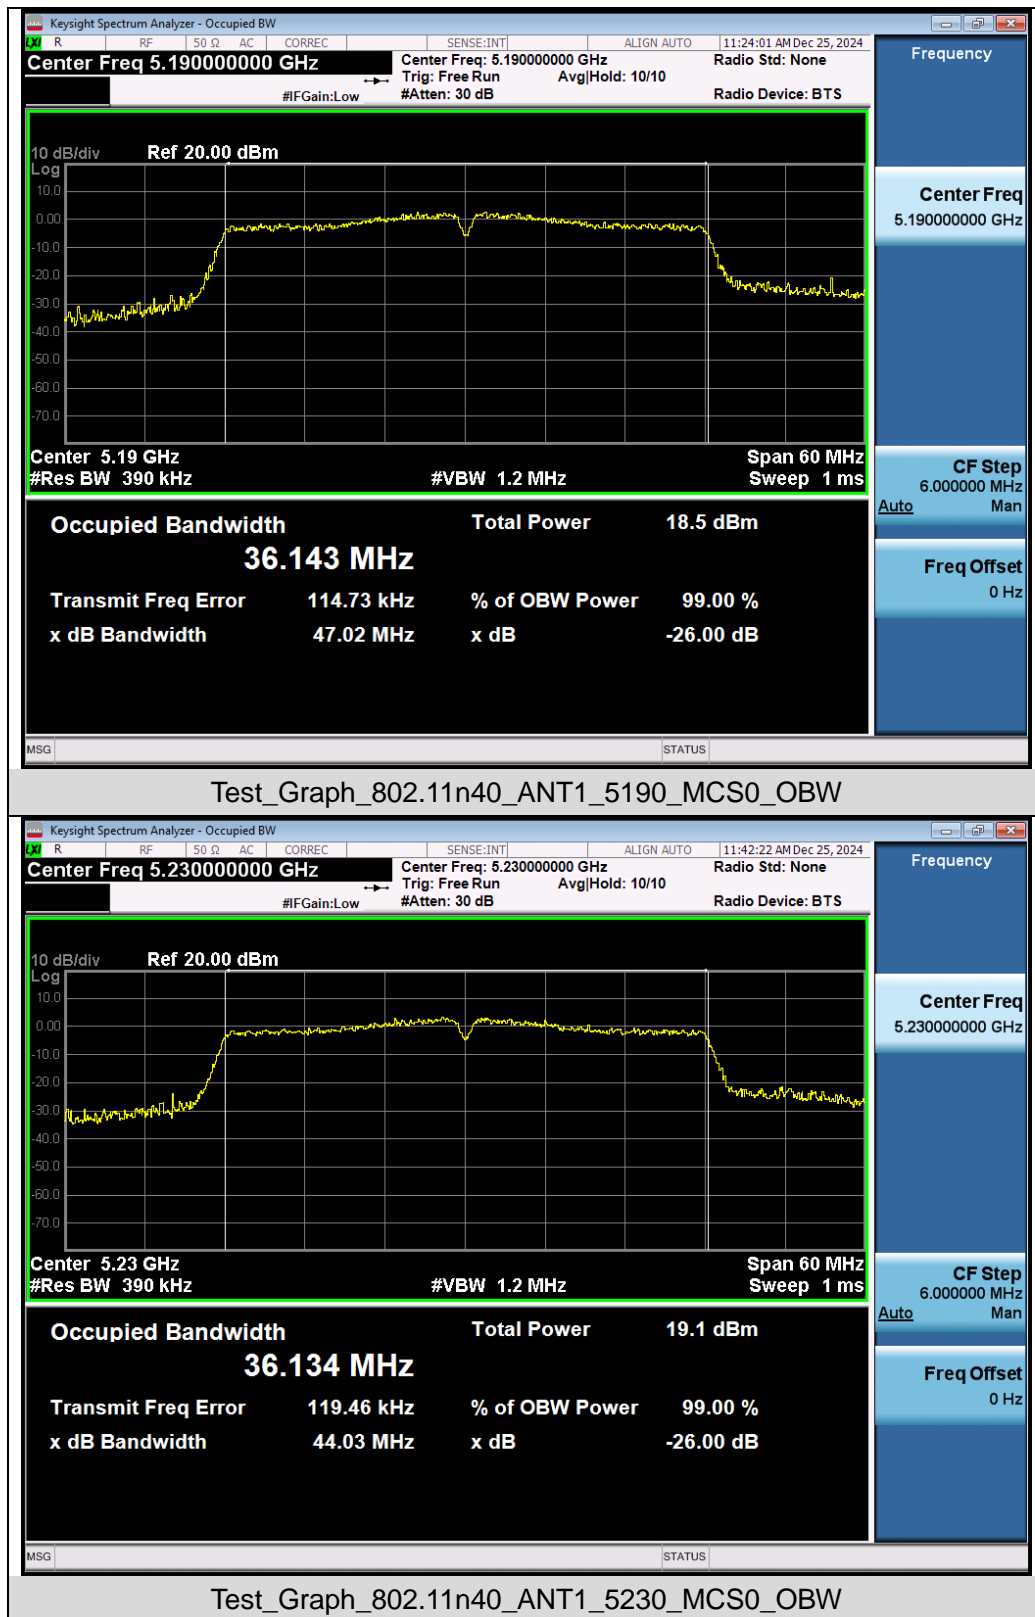 Keysight Spectrum Analyzer - Occupied BW
LXI R RF 50 Ω AC CORREC SENSE:INT ALIGN AUTO 11:24:01 AM Dec 25, 2024
Center Freq 5.190000000 GHz
Center Freq: 5.190000000 GHz Radio Std: None
Trig: Free Run Avg|Hold: 10/10
#IFGain:Low #Atten: 30 dB Radio Device: BTS
Frequency
10 dB/div Ref 20.00 dBm
Log
10.0
0.00
-10.0
-20.0
-30.0
-40.0
-50.0
-60.0
-70.0
Center 5.19 GHz Span 60 MHz
#Res BW 390 kHz #VBW 1.2 MHz Sweep 1 ms
Center Freq
5.190000000 GHz
CF Step
6.000000 MHz
Auto Man
Freq Offset
0 Hz
Occupied Bandwidth Total Power 18.5 dBm
36.143 MHz
Transmit Freq Error 114.73 kHz % of OBW Power 99.00 %
x dB Bandwidth 47.02 MHz x dB -26.00 dB
MSG STATUS
Test_Graph_802.11n40_ANT1_5190_MCS0_OBW
Keysight Spectrum Analyzer - Occupied BW
LXI R RF 50 Ω AC CORREC SENSE:INT ALIGN AUTO 11:42:22 AM Dec 25, 2024
Center Freq 5.230000000 GHz
Center Freq: 5.230000000 GHz Radio Std: None
Trig: Free Run Avg|Hold: 10/10
#IFGain:Low #Atten: 30 dB Radio Device: BTS
Frequency
10 dB/div Ref 20.00 dBm
Log
10.0
0.00
-10.0
-20.0
-30.0
-40.0
-50.0
-60.0
-70.0
Center 5.23 GHz Span 60 MHz
#Res BW 390 kHz #VBW 1.2 MHz Sweep 1 ms
Center Freq
5.230000000 GHz
CF Step
6.000000 MHz
Auto Man
Freq Offset
0 Hz
Occupied Bandwidth Total Power 19.1 dBm
36.134 MHz
Transmit Freq Error 119.46 kHz % of OBW Power 99.00 %
x dB Bandwidth 44.03 MHz x dB -26.00 dB
MSG STATUS
Test_Graph_802.11n40_ANT1_5230_MCS0_OBW